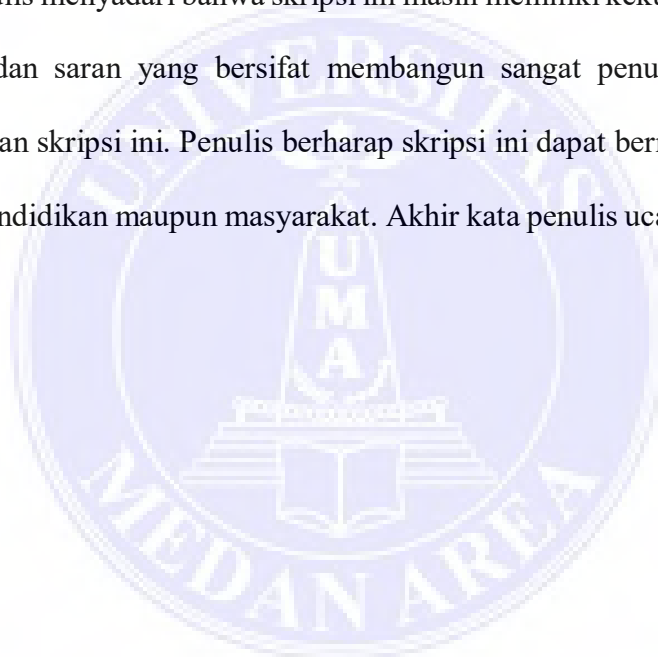 menyadari bahwa skripsi ini masih memiliki
dan saran yang bersifat membangun sangat
skripsi ini. Penulis berharap skripsi ini dapat
maupun masyarakat. Akhir kata penulis
UNIVERSITAS
UMA
MEDAN AREA